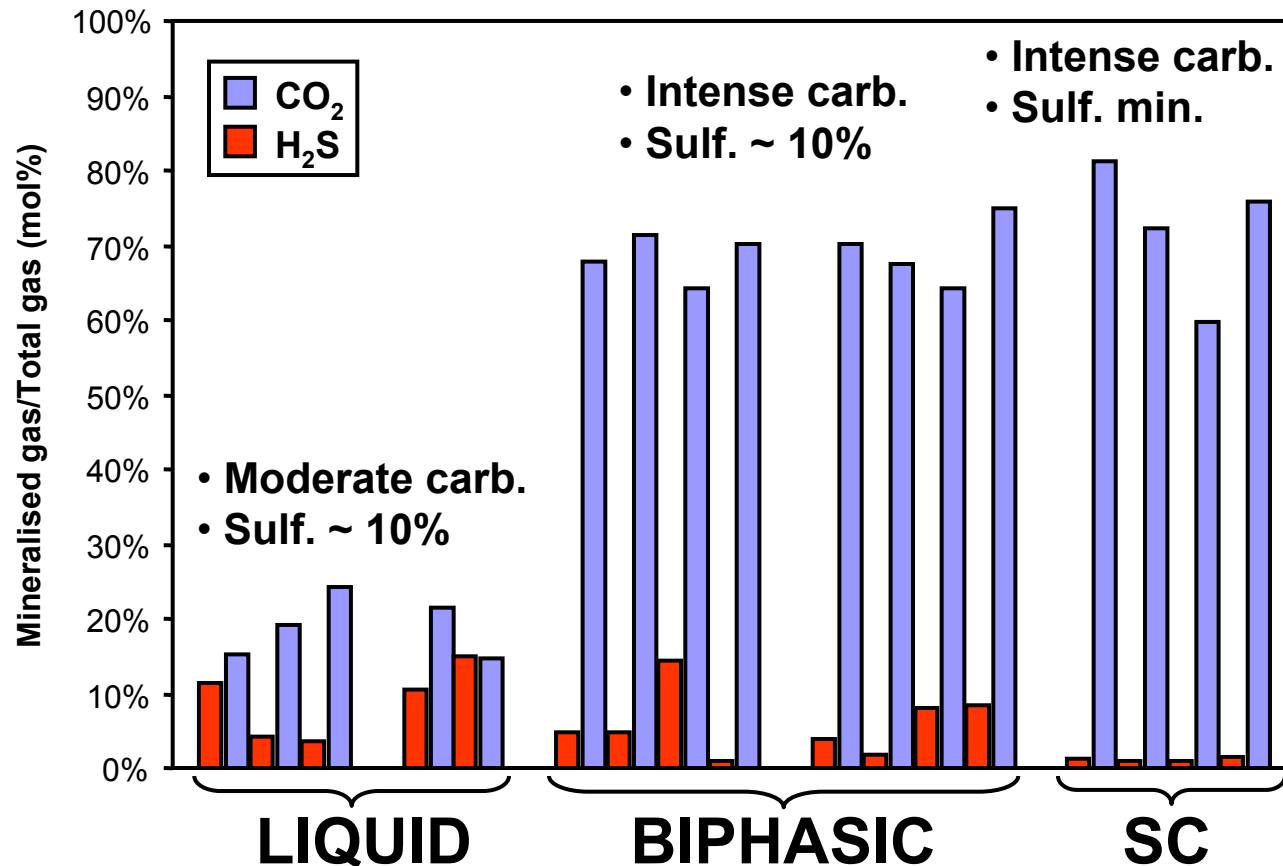 100%
90%
80%
70%
60%
50%
40%
30%
20%
10%
0%
Mineralised gas/Total gas (mol%)
CO₂
H₂S
• Moderate carb.
• Sulf. ~ 10%
• Intense carb.
• Sulf. ~ 10%
• Intense carb.
• Sulf. min.
LIQUID
BIPHASIC
SC